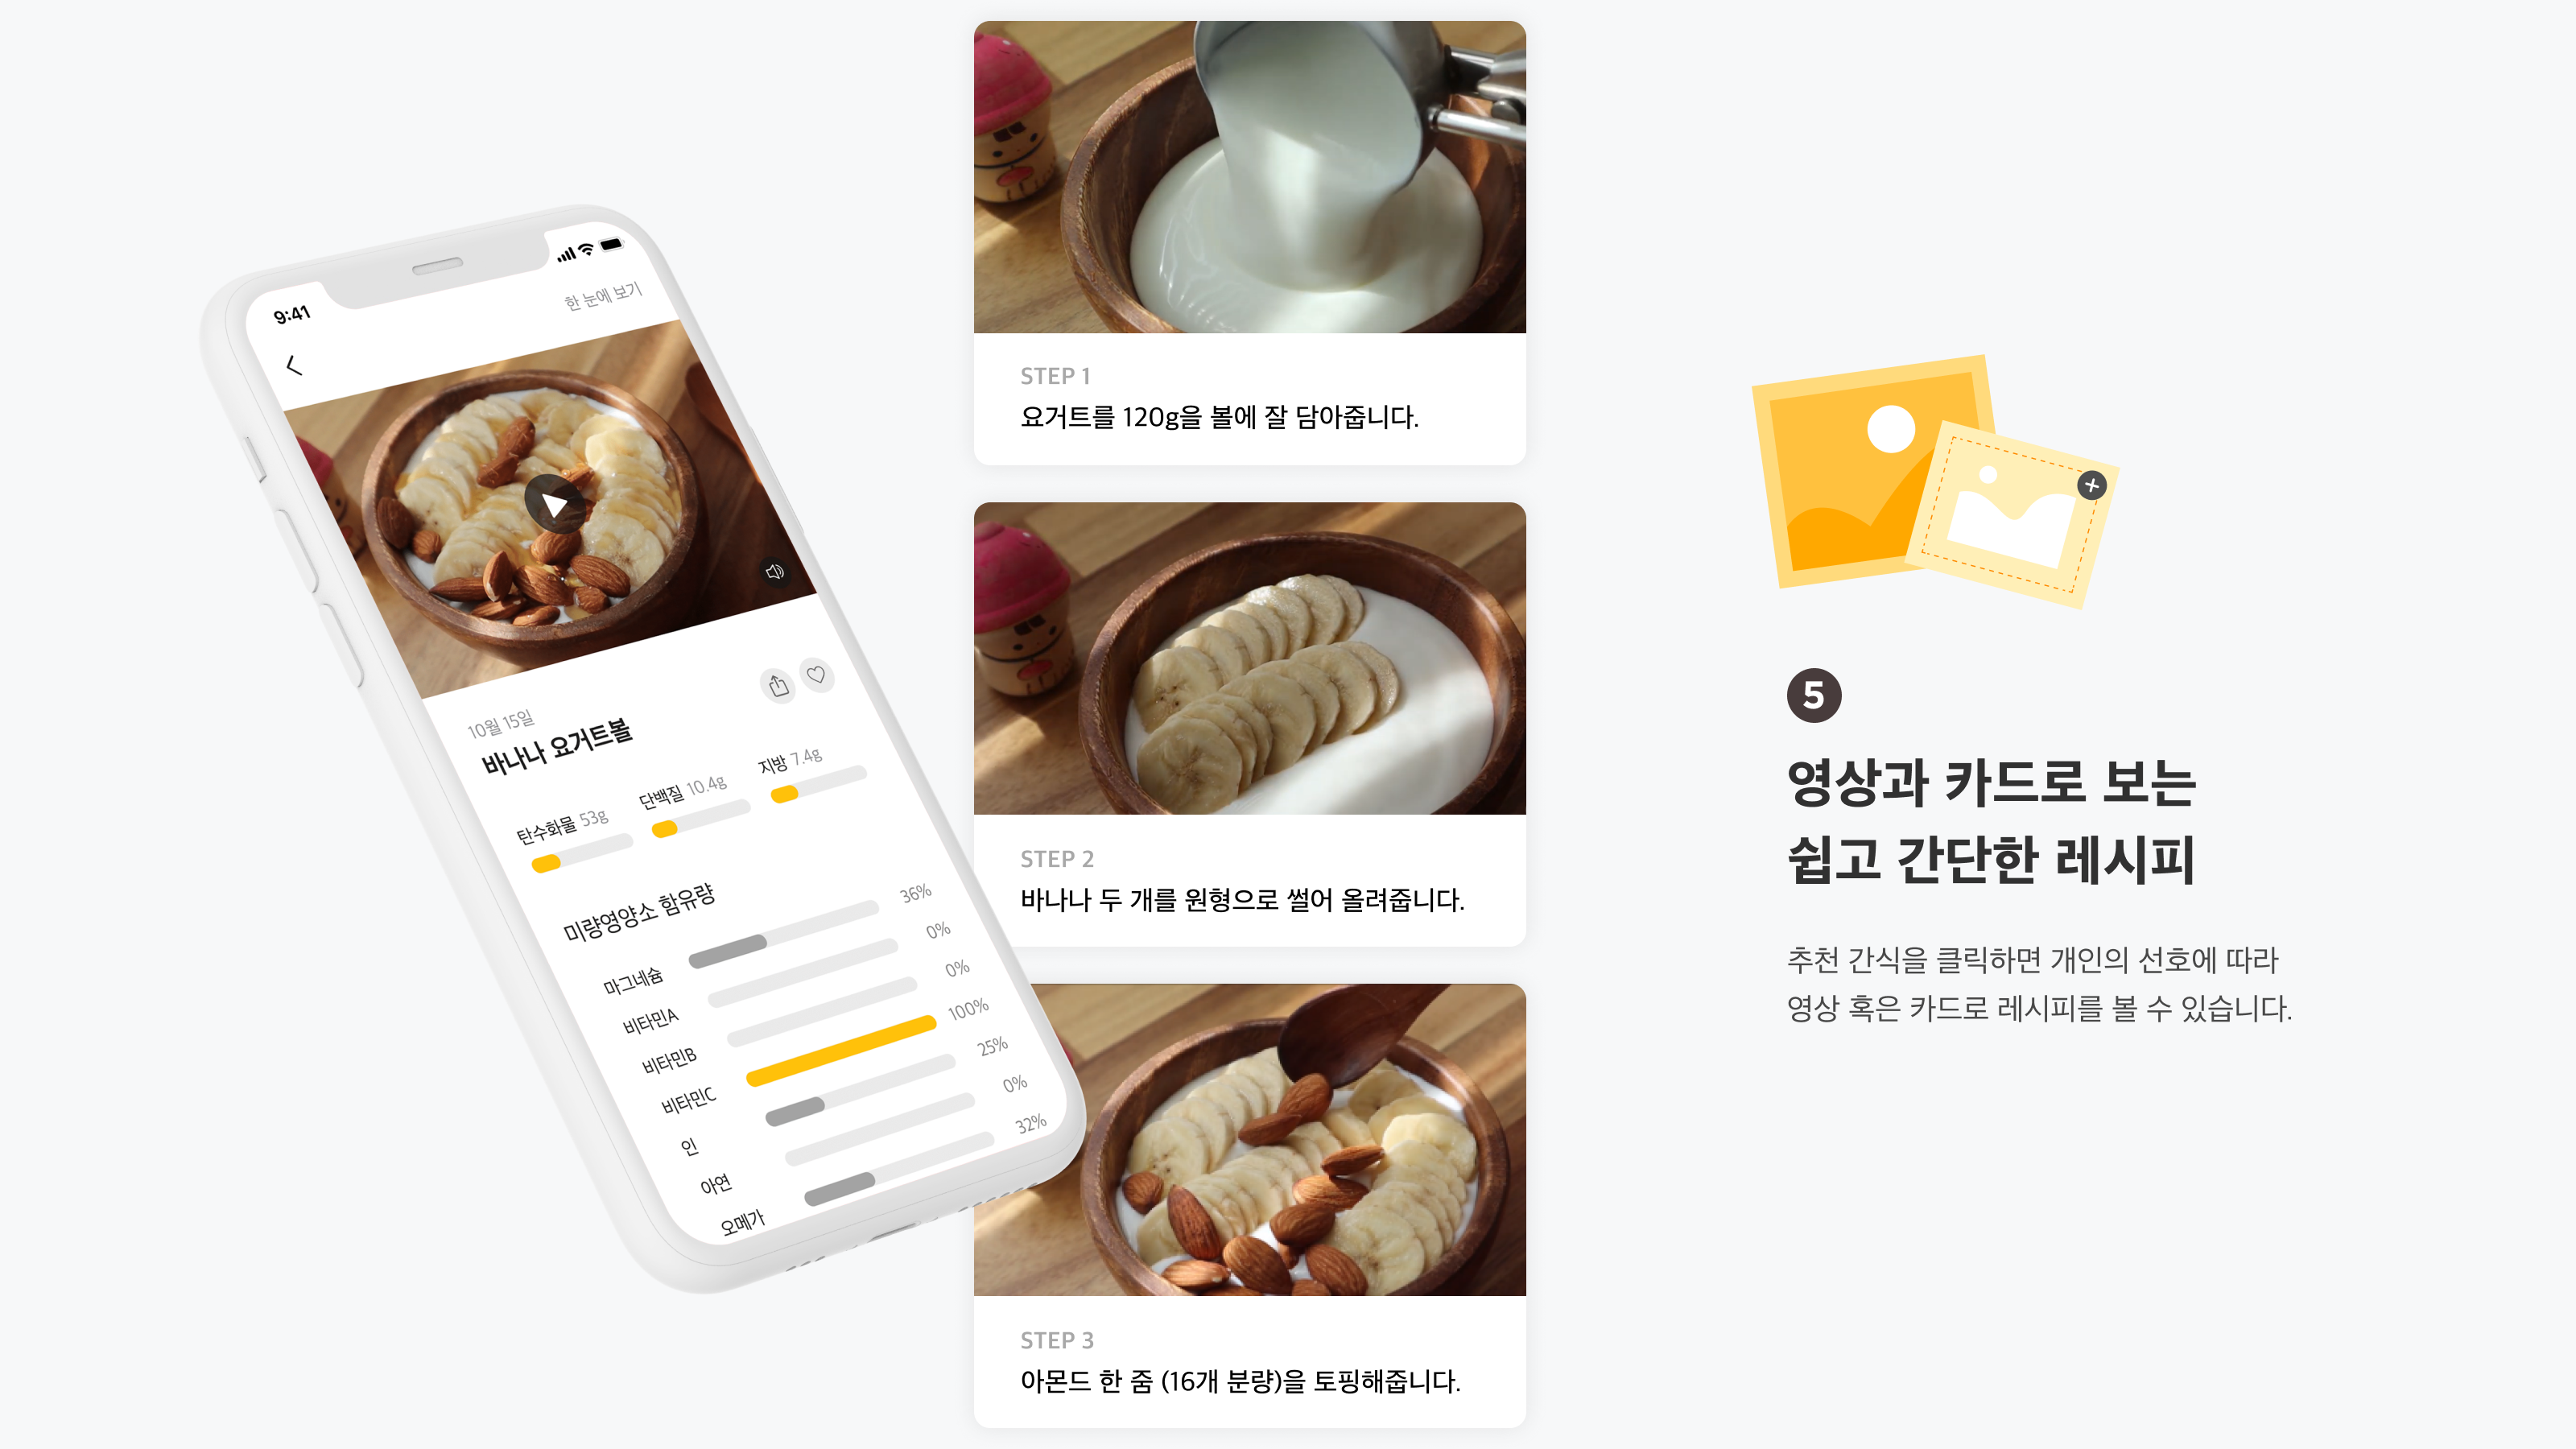 9:41
한 눈에 보기
10월 15일
바나나 요거트볼
탄수화물 53g
단백질 10.4g
지방 7.4g
미량영양소 함유량
마그네슘 36%
비타민A 0%
비타민B 0%
비타민C 100%
인 25%
아연 0%
오메가 32%
STEP 1
요거트를 120g을 볼에 잘 담아줍니다.
STEP 2
바나나 두 개를 원형으로 썰어 올려줍니다.
STEP 3
아몬드 한 줌 (16개 분량)을 토핑해줍니다.
5
영상과 카드로 보는
쉽고 간단한 레시피
추천 간식을 클릭하면 개인의 선호에 따라
영상 혹은 카드로 레시피를 볼 수 있습니다.